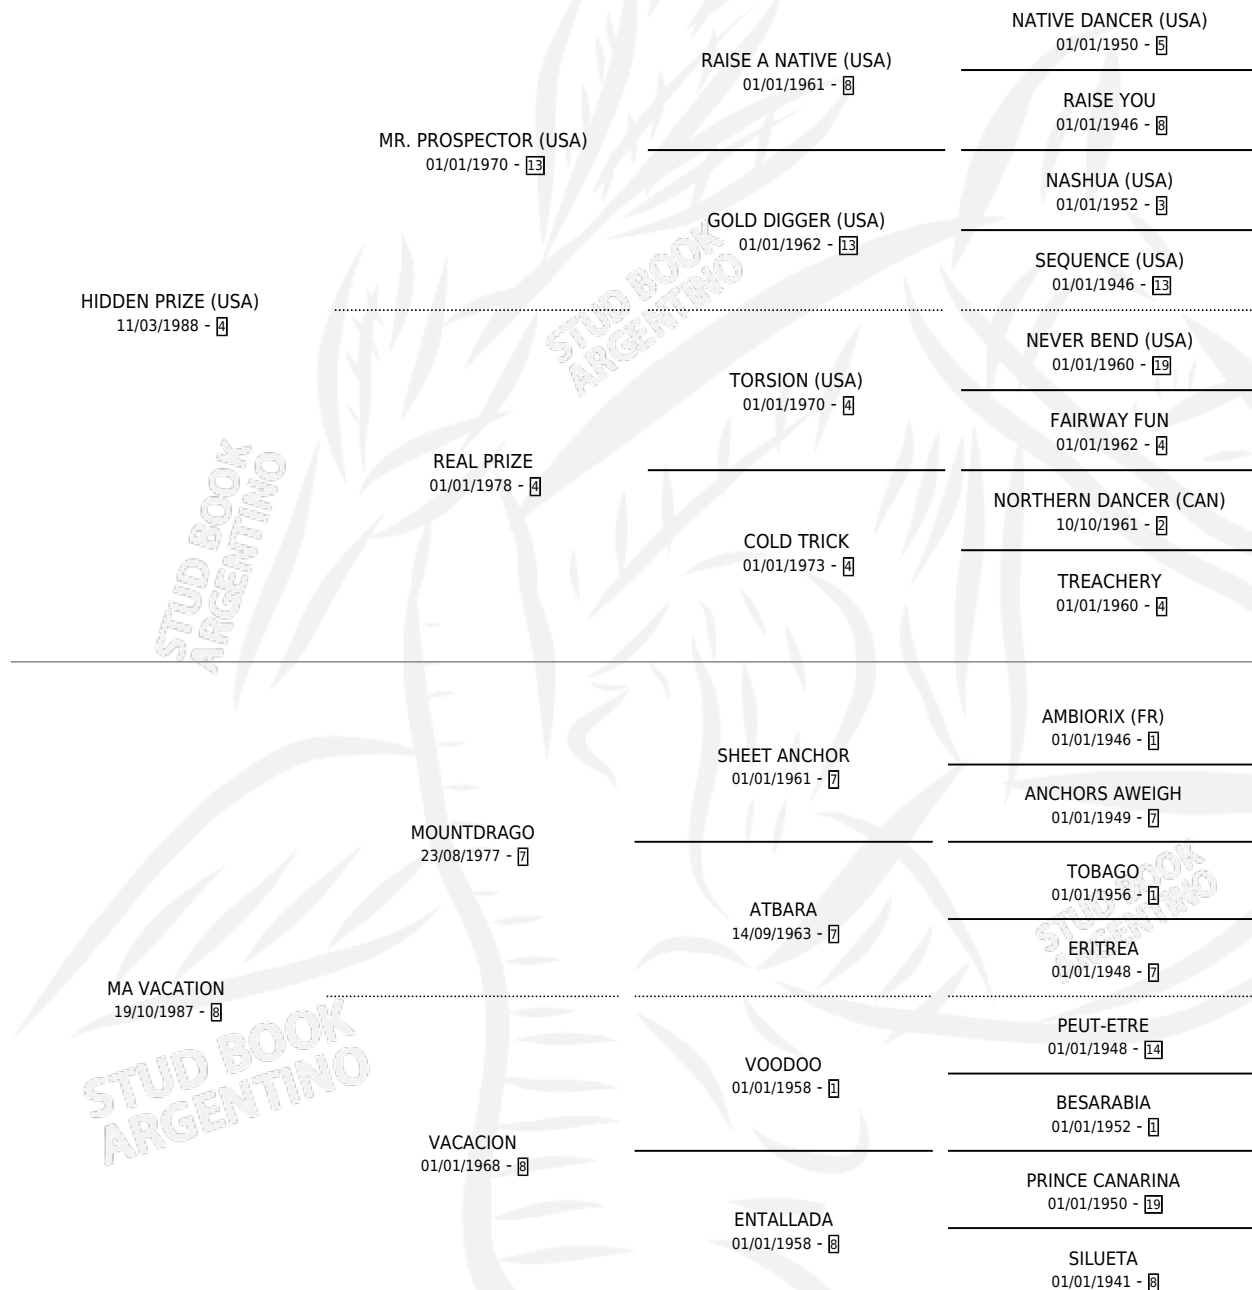 NATIVE DANCER (USA)
01/01/1950 - 5
RAISE A NATIVE (USA)
01/01/1961 - 8
RAISE YOU
01/01/1946 - 8
MR. PROSPECTOR (USA)
01/01/1970 - 13
NASHUA (USA)
01/01/1952 - 3
GOLD DIGGER (USA)
01/01/1962 - 13
SEQUENCE (USA)
01/01/1946 - 13
HIDDEN PRIZE (USA)
11/03/1988 - 4
NEVER BEND (USA)
01/01/1960 - 19
TORSION (USA)
01/01/1970 - 4
FAIRWAY FUN
01/01/1962 - 4
REAL PRIZE
01/01/1978 - 4
NORTHERN DANCER (CAN)
10/10/1961 - 2
COLD TRICK
01/01/1973 - 4
TREACHERY
01/01/1960 - 4
AMBIORIX (FR)
01/01/1946 - 1
SHEET ANCHOR
01/01/1961 - 7
ANCHORS AWEIGH
01/01/1949 - 7
MOUNTDRAGO
23/08/1977 - 7
TOBAGO
01/01/1956 - 1
ATBARA
14/09/1963 - 7
ERITREA
01/01/1948 - 7
MA VACATION
19/10/1987 - 8
PEUT-ETRE
01/01/1948 - 14
VOODOO
01/01/1958 - 1
BESARABIA
01/01/1952 - 1
VACACION
01/01/1968 - 8
PRINCE CANARINA
01/01/1950 - 19
ENTALLADA
01/01/1958 - 8
SILUETA
01/01/1941 - 8
STUD BOOK
ARGENTINO
STUD BOOK
ARGENTINO
STUD BOOK
ARGENTINO
STUD BOOK
ARGENTINO